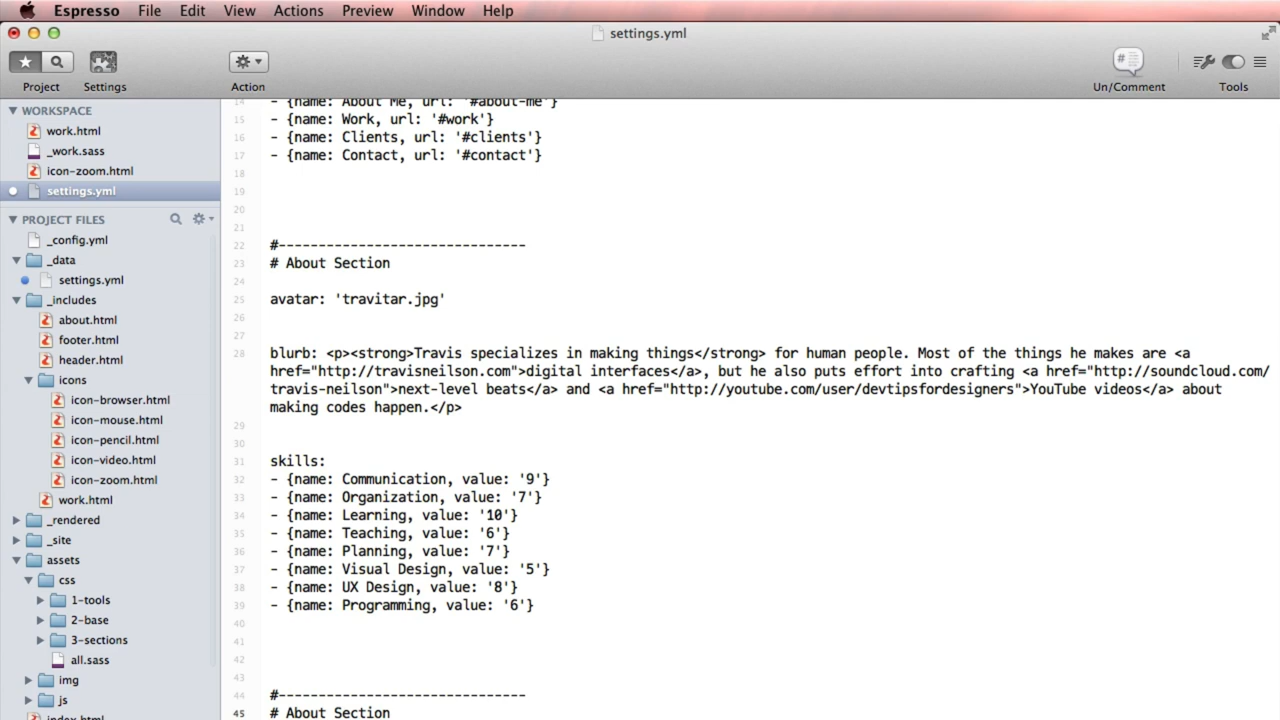 Espresso File Edit View Actions Preview Window Help
settings.yml
Project Settings Action Un/Comment Tools
WORKSPACE
work.html
_work.sass
icon-zoom.html
settings.yml
PROJECT FILES
_config.yml
_data
settings.yml
_includes
about.html
footer.html
header.html
icons
icon-browser.html
icon-mouse.html
icon-pencil.html
icon-video.html
icon-zoom.html
work.html
_rendered
_site
assets
css
1-tools
2-base
3-sections
all.sass
img
js
index.html
14 - {name: About Me, url: '#about-me'}
15 - {name: Work, url: '#work'}
16 - {name: Clients, url: '#clients'}
17 - {name: Contact, url: '#contact'}
18
19
20
21
22 #-------------------------------
23 # About Section
24
25 avatar: 'travitar.jpg'
26
27
28 blurb: <p><strong>Travis specializes in making things</strong> for human people. Most of the things he makes are <a
href="http://travisneilson.com">digital interfaces</a>, but he also puts effort into crafting <a href="http://soundcloud.com/
travis-neilson">next-level beats</a> and <a href="http://youtube.com/user/devtipsfordesigners">YouTube videos</a> about
making codes happen.</p>
29
30
31 skills:
32 - {name: Communication, value: '9'}
33 - {name: Organization, value: '7'}
34 - {name: Learning, value: '10'}
35 - {name: Teaching, value: '6'}
36 - {name: Planning, value: '7'}
37 - {name: Visual Design, value: '5'}
38 - {name: UX Design, value: '8'}
39 - {name: Programming, value: '6'}
40
41
42
43
44 #-------------------------------
45 # About Section